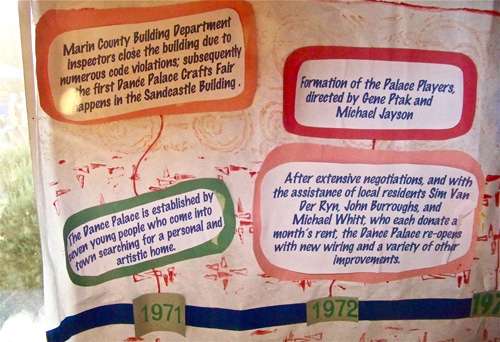 Marin County Building Department
inspectors close the building due to
numerous code violations; subsequently
the first Dance Palace Crafts Fair
happens in the Sandcastle Building.
Formation of the Palace Players,
directed by Gene Ptak and
Michael Jayson
The Dance Palace is established by
seven young people who come into
town searching for a personal and
artistic home.
After extensive negotiations, and with
the assistance of local residents Sim Van
Der Ryn, John Burroughs, and
Michael Whitt, who each donate a
month's rent, the Dance Palace re-opens
with new wiring and a variety of other
improvements.
1971
1972